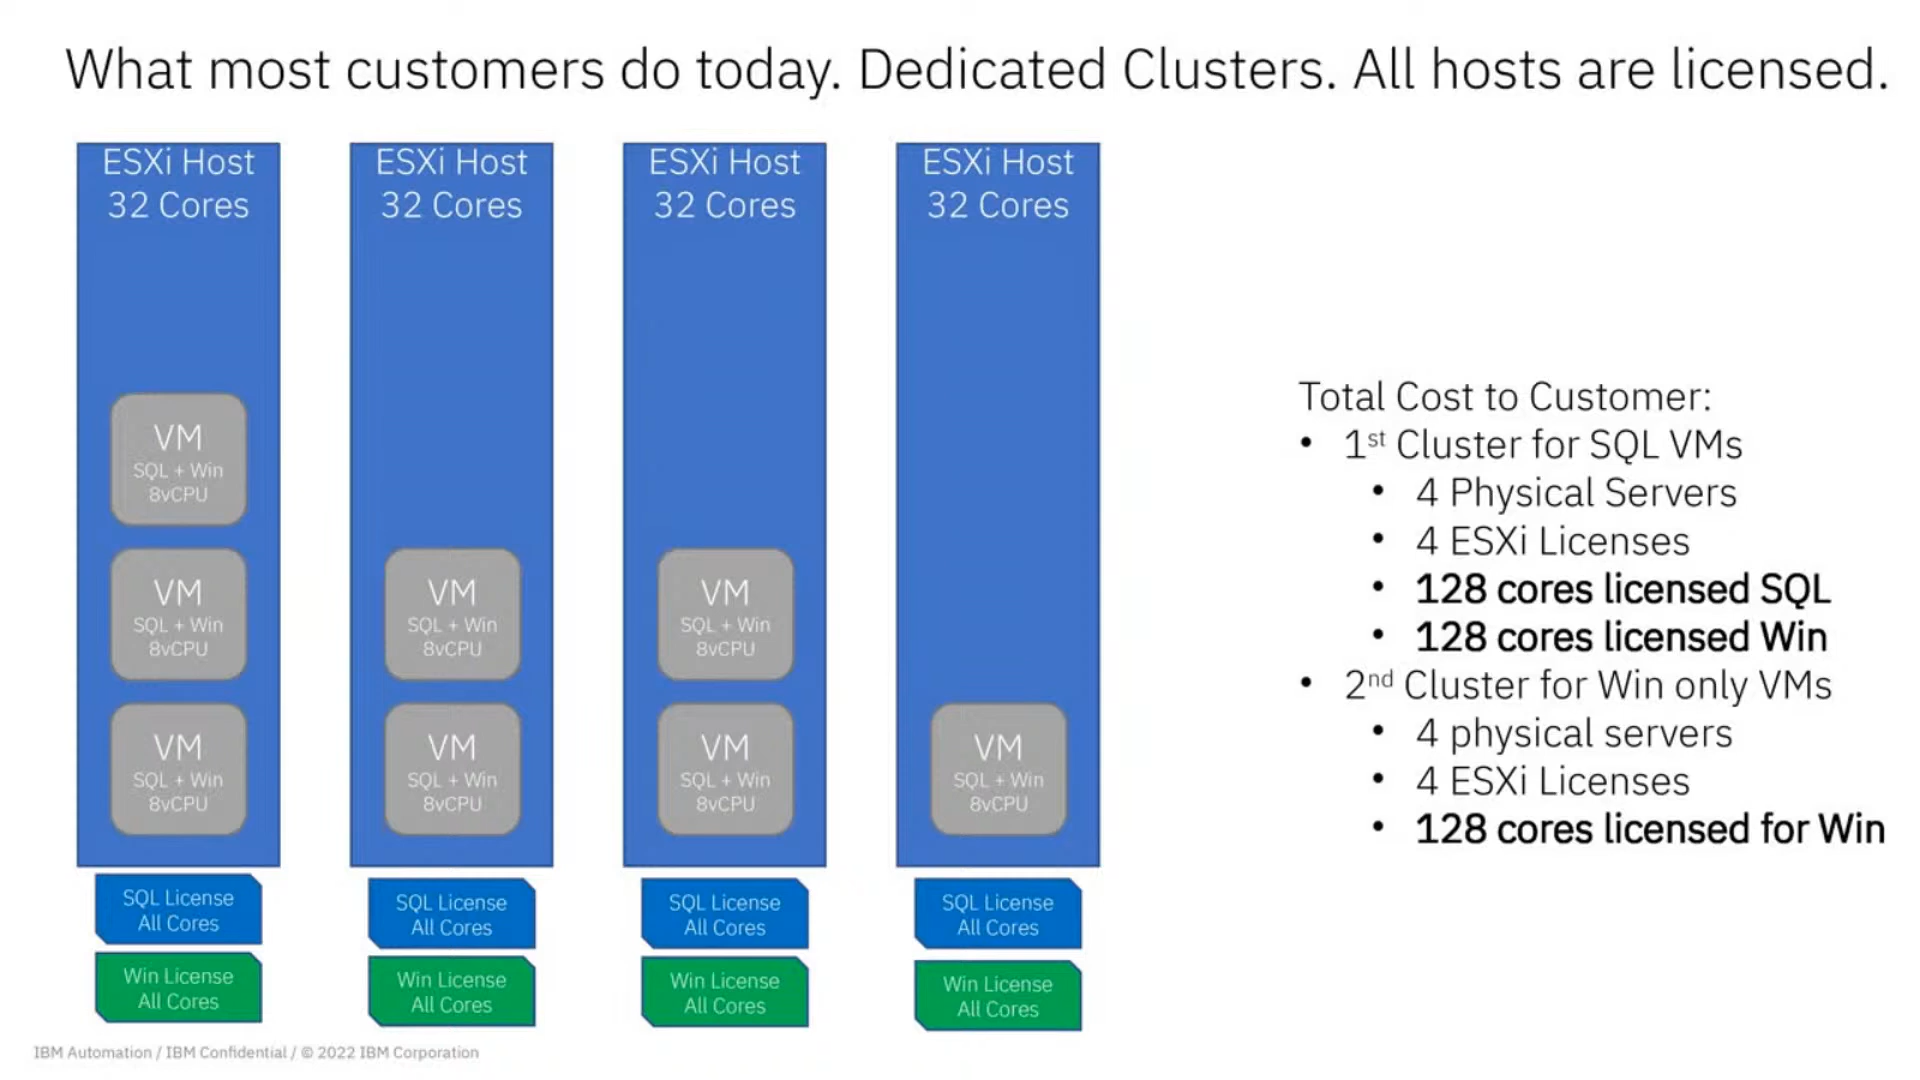 What most customers do today. Dedicated Clusters. All hosts are licensed.
ESXi Host
32 Cores
VM
SQL + Win
8vCPU
VM
SQL + Win
8vCPU
VM
SQL + Win
8vCPU
SQL License
All Cores
Win License
All Cores
ESXi Host
32 Cores
VM
SQL + Win
8vCPU
VM
SQL + Win
8vCPU
SQL License
All Cores
Win License
All Cores
ESXi Host
32 Cores
VM
SQL + Win
8vCPU
VM
SQL + Win
8vCPU
SQL License
All Cores
Win License
All Cores
ESXi Host
32 Cores
VM
SQL + Win
8vCPU
SQL License
All Cores
Win License
All Cores
Total Cost to Customer:
• 1st Cluster for SQL VMs
• 4 Physical Servers
• 4 ESXi Licenses
• 128 cores licensed SQL
• 128 cores licensed Win
• 2nd Cluster for Win only VMs
• 4 physical servers
• 4 ESXi Licenses
• 128 cores licensed for Win
IBM Automation / IBM Confidential / © 2022 IBM Corporation